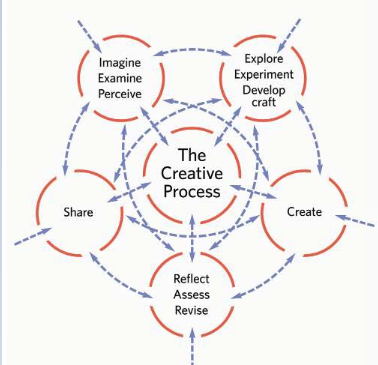 Imagine
Examine
Perceive
Explore
Experiment
Develop
craft
The
Creative
Process
Share
Create
Reflect
Assess
Revise